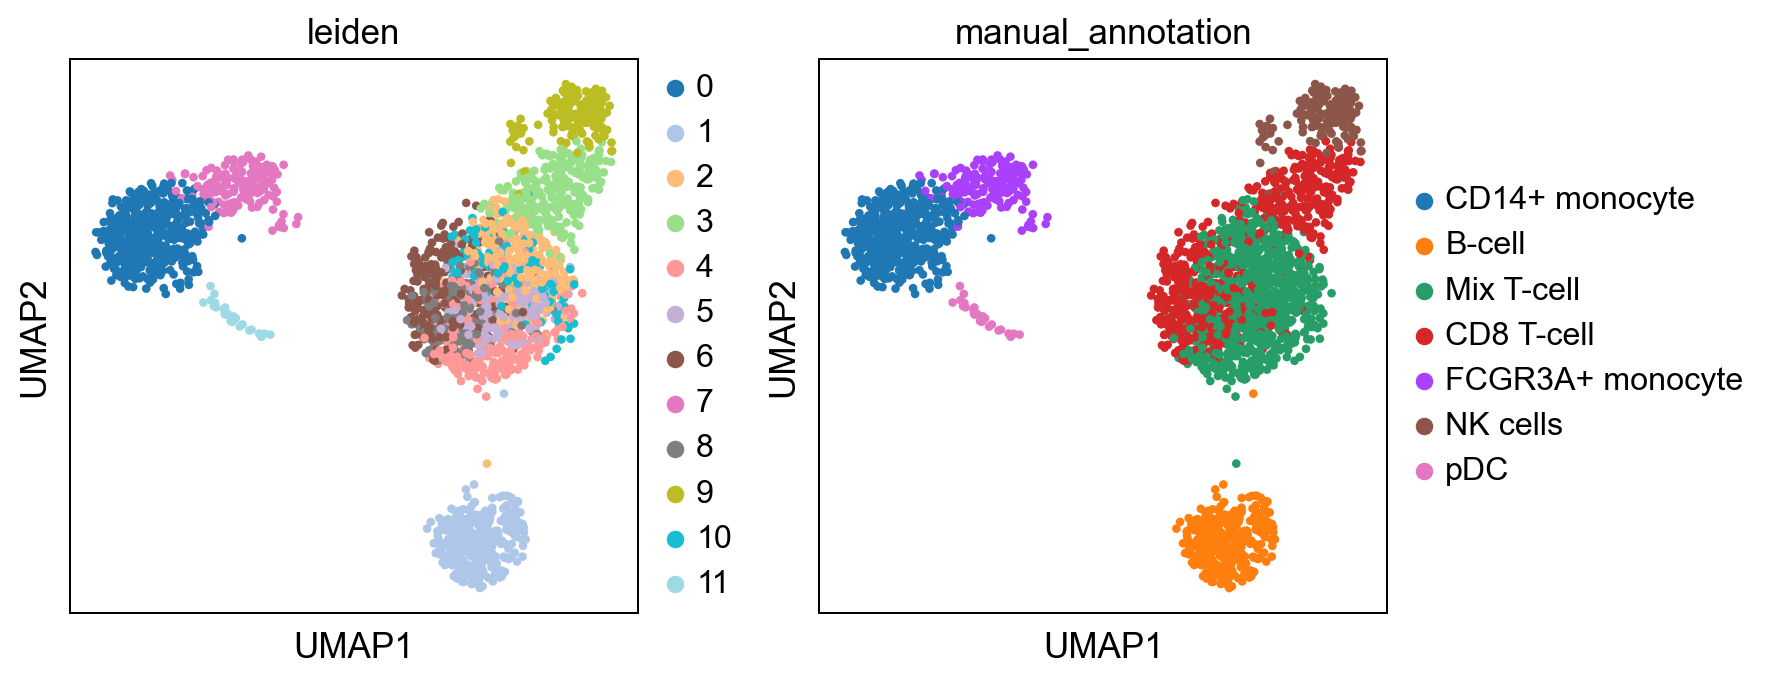 leiden
0
1
2
3
4
5
6
7
8
9
10
11
UMAP2
UMAP1
manual_annotation
CD14+ monocyte
B-cell
Mix T-cell
CD8 T-cell
FCGR3A+ monocyte
NK cells
pDC
UMAP2
UMAP1